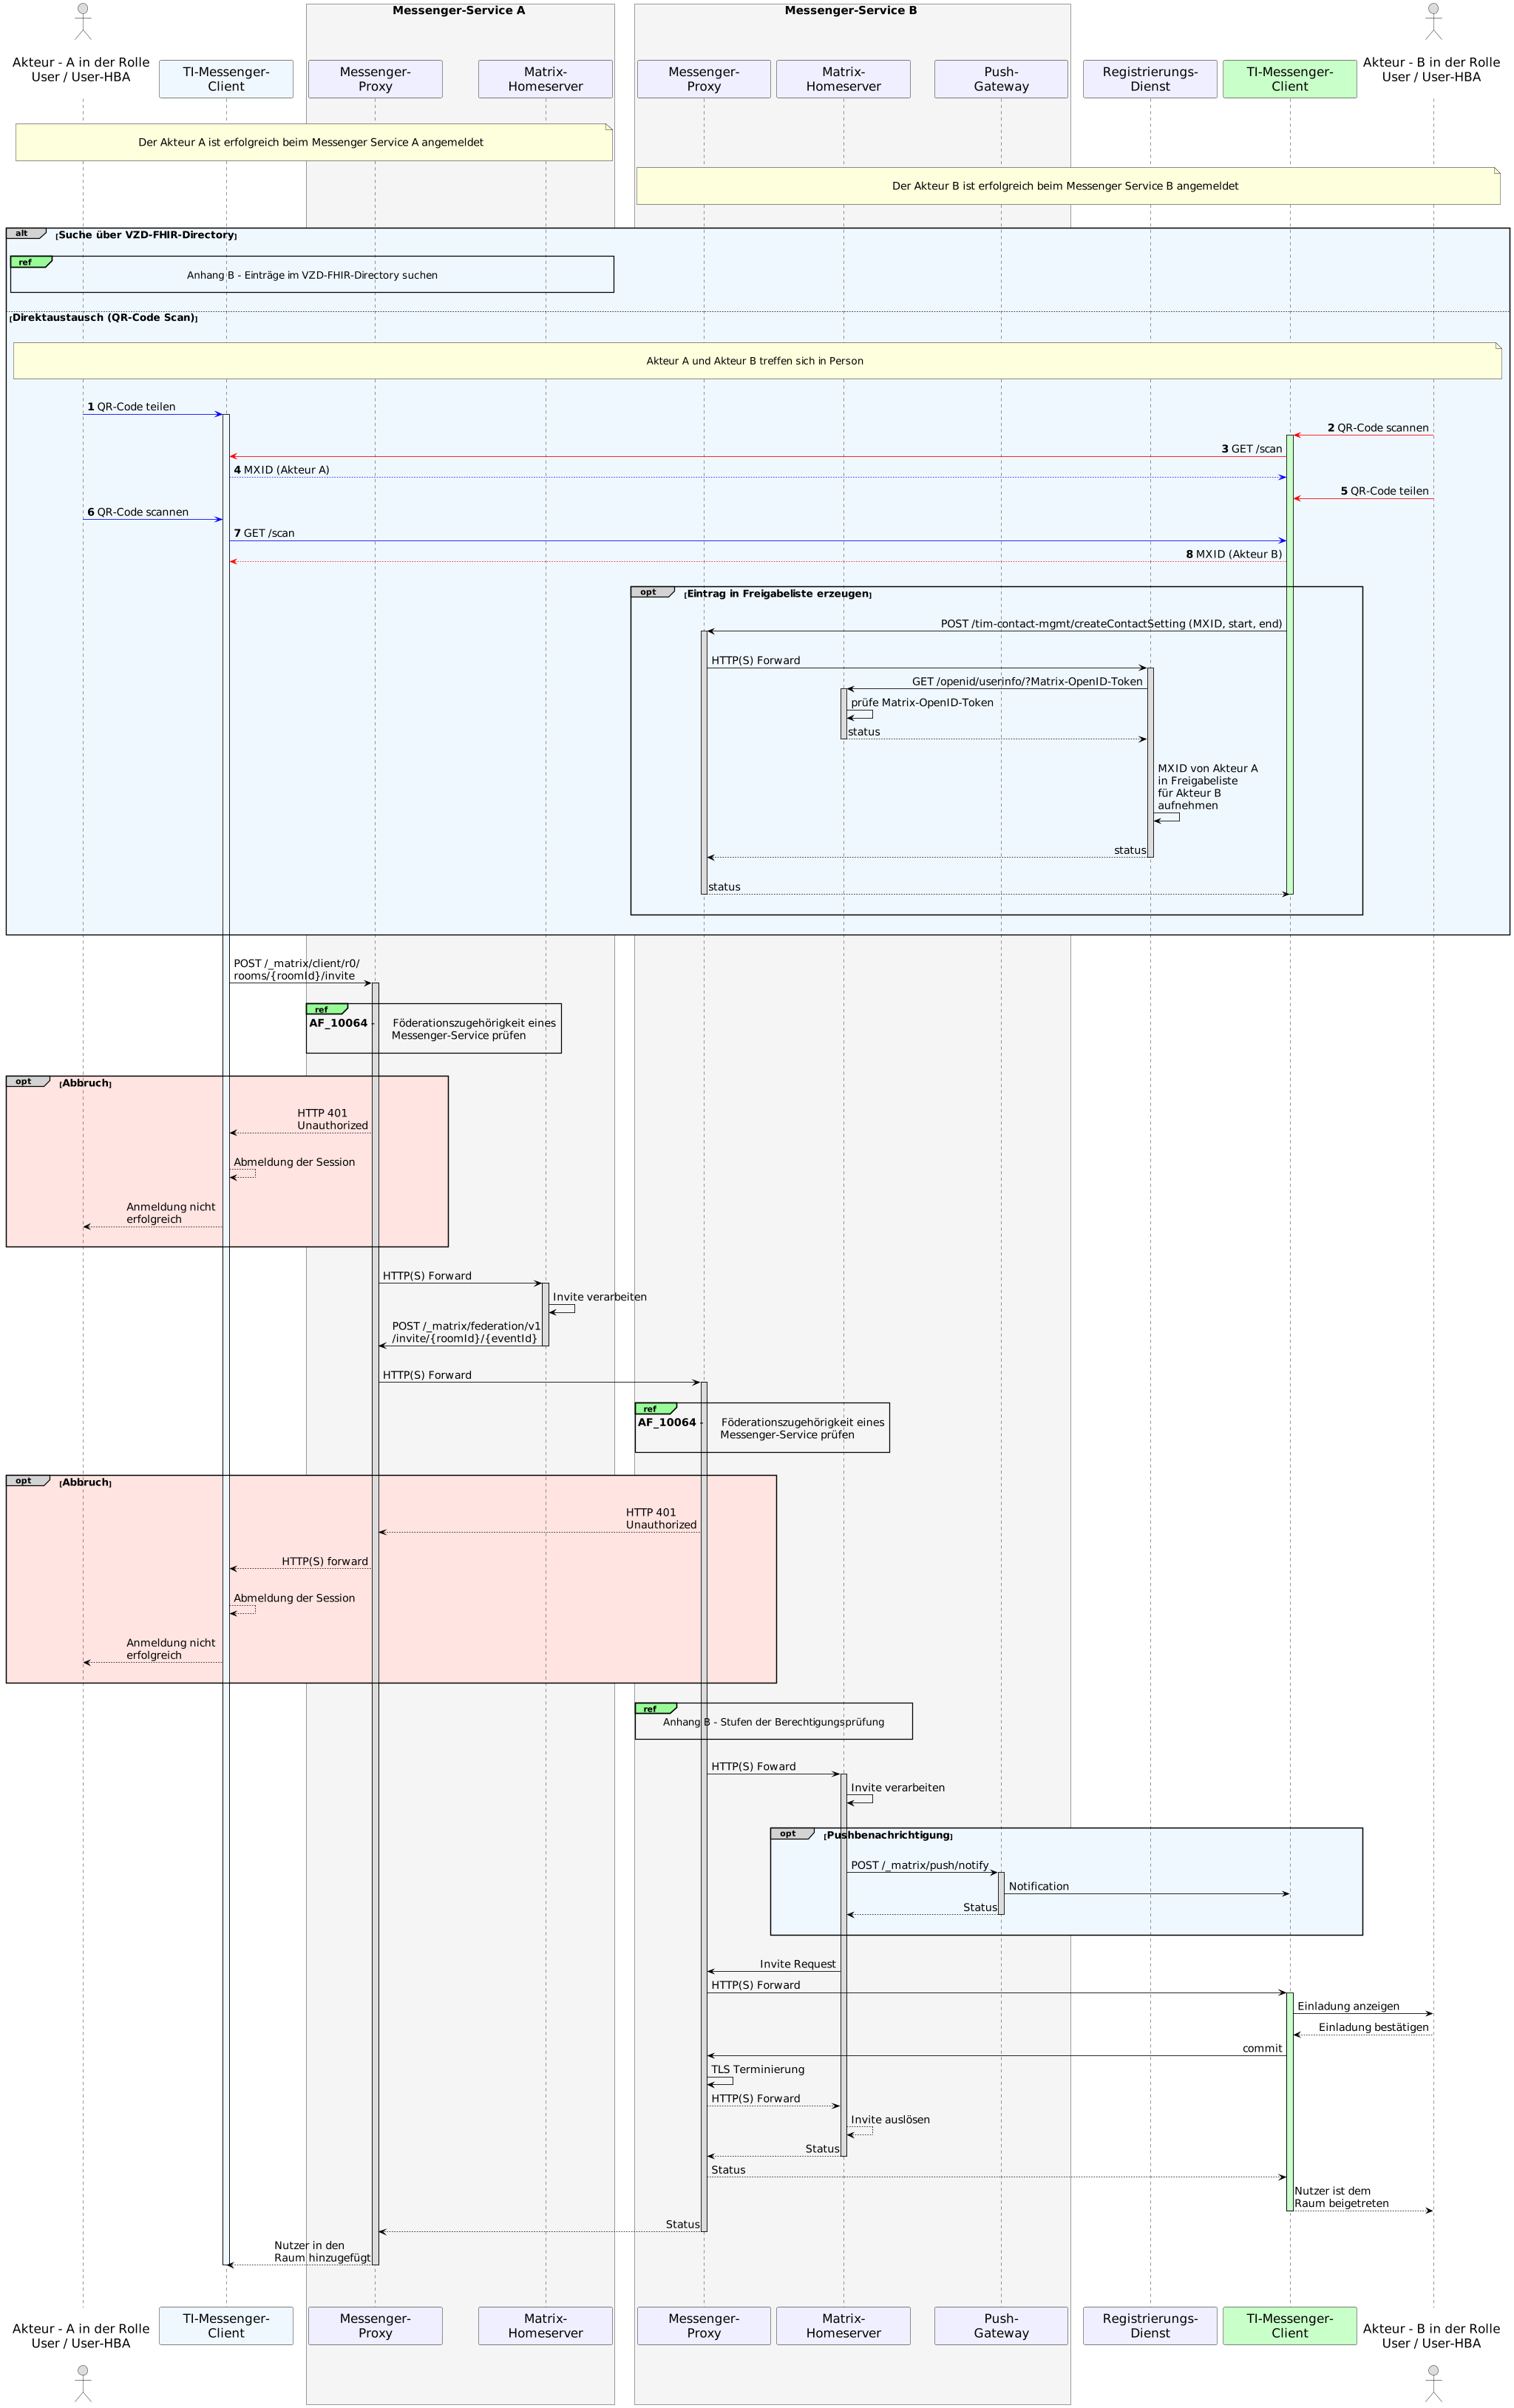 Messenger-Service A
Messenger-Service B
Akteur - A in der Rolle
User / User-HBA
TI-Messenger-
Client
Messenger-
Proxy
Matrix-
Homeserver
Messenger-
Proxy
Matrix-
Homeserver
Push-
Gateway
Registrierungs-
Dienst
TI-Messenger-
Client
Akteur - B in der Rolle
User / User-HBA
Der Akteur A ist erfolgreich beim Messenger Service A angemeldet
Der Akteur B ist erfolgreich beim Messenger Service B angemeldet
alt [Suche über VZD-FHIR-Directory]
ref
Anhang B - Einträge im VZD-FHIR-Directory suchen
[Direktaustausch (QR-Code Scan)]
Akteur A und Akteur B treffen sich in Person
1 QR-Code teilen
2 QR-Code scannen
3 GET /scan
4 MXID (Akteur A)
5 QR-Code teilen
6 QR-Code scannen
7 GET /scan
8 MXID (Akteur B)
opt [Eintrag in Freigabeliste erzeugen]
POST /tim-contact-mgmt/createContactSetting (MXID, start, end)
HTTP(S) Forward
GET /openid/userinfo/?Matrix-OpenID-Token
prüfe Matrix-OpenID-Token
status
MXID von Akteur A
in Freigabeliste
für Akteur B
aufnehmen
status
status
POST /_matrix/client/r0/
rooms/{roomId}/invite
ref
AF_10064 - Föderationszugehörigkeit eines
Messenger-Service prüfen
opt [Abbruch]
HTTP 401
Unauthorized
Abmeldung der Session
Anmeldung nicht
erfolgreich
HTTP(S) Forward
Invite verarbeiten
POST /_matrix/federation/v1
/invite/{roomId}/{eventId}
HTTP(S) Forward
ref
AF_10064 - Föderationszugehörigkeit eines
Messenger-Service prüfen
opt [Abbruch]
HTTP 401
Unauthorized
HTTP(S) forward
Abmeldung der Session
Anmeldung nicht
erfolgreich
ref
Anhang B - Stufen der Berechtigungsprüfung
HTTP(S) Foward
Invite verarbeiten
opt [Pushbenachrichtigung]
POST /_matrix/push/notify
Notification
Status
Invite Request
HTTP(S) Forward
Einladung anzeigen
Einladung bestätigen
commit
TLS Terminierung
HTTP(S) Forward
Invite auslösen
Status
Status
Nutzer ist dem
Raum beigetreten
Status
Nutzer in den
Raum hinzugefügt
Akteur - A in der Rolle
User / User-HBA
TI-Messenger-
Client
Messenger-
Proxy
Matrix-
Homeserver
Messenger-
Proxy
Matrix-
Homeserver
Push-
Gateway
Registrierungs-
Dienst
TI-Messenger-
Client
Akteur - B in der Rolle
User / User-HBA